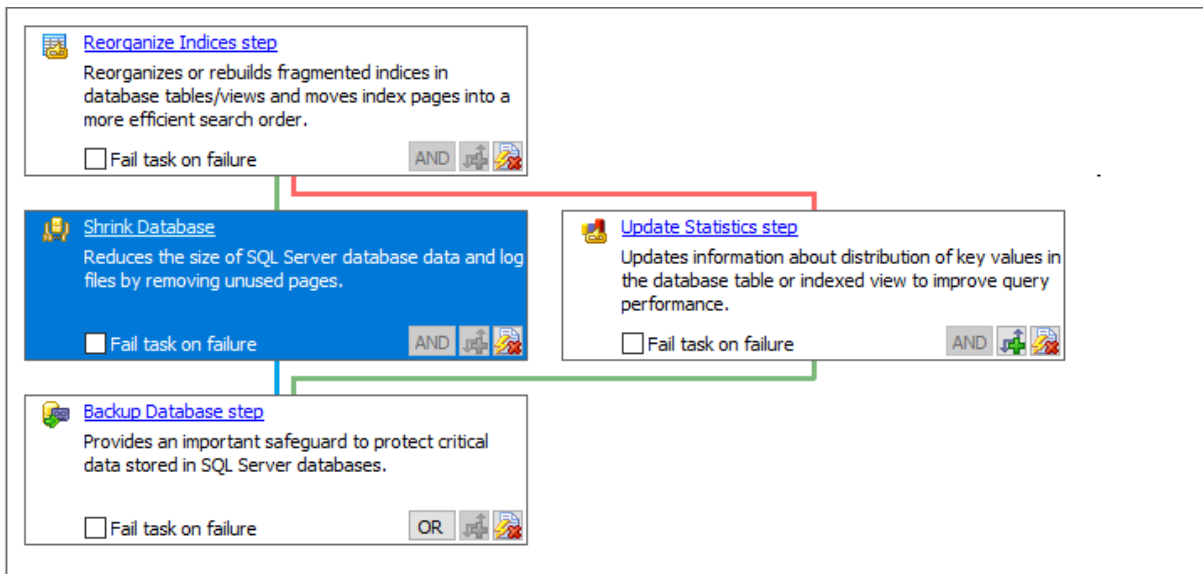 Reorganize Indices step
Reorganizes or rebuilds fragmented indices in
database tables/views and moves index pages into a
more efficient search order.
Fail task on failure
AND
Shrink Database
Reduces the size of SQL Server database data and log
files by removing unused pages.
Fail task on failure
AND
Update Statistics step
Updates information about distribution of key values in
the database table or indexed view to improve query
performance.
Fail task on failure
AND
Backup Database step
Provides an important safeguard to protect critical
data stored in SQL Server databases.
Fail task on failure
OR